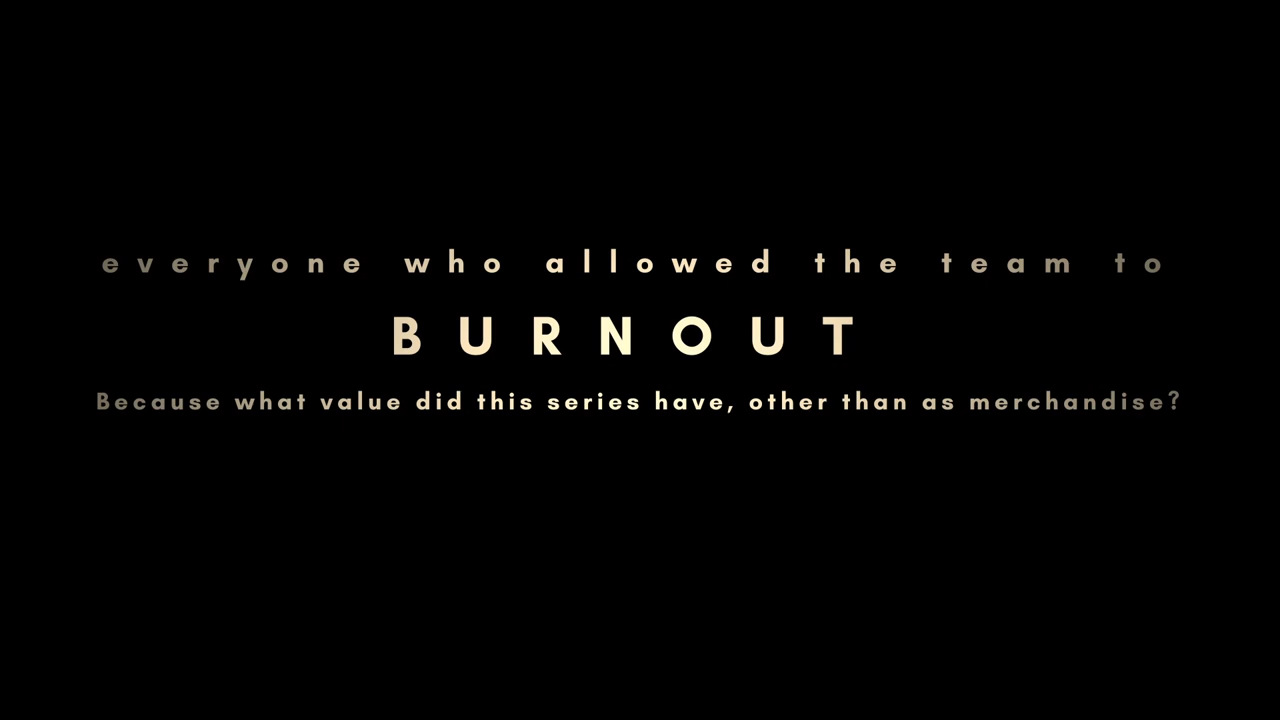 everyone who allowed the team to
BURNOUT
Because what value did this series have, other than as merchandise?